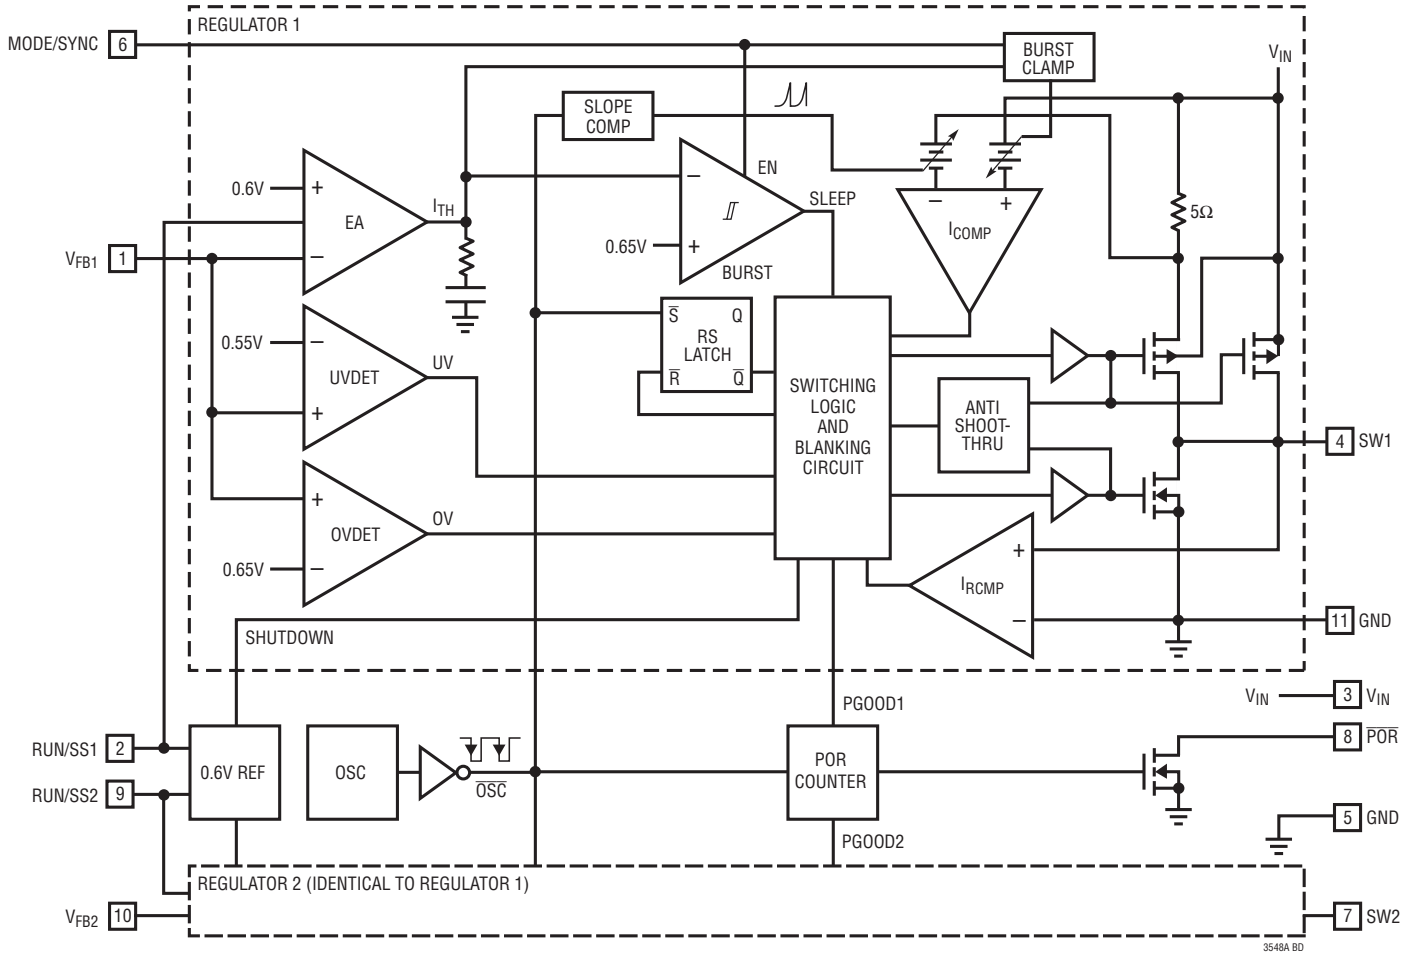 REGULATOR 1
MODE/SYNC 6
BURST
CLAMP
VIN
SLOPE
COMP
0.6V
+
EA
–
ITH
–
EN
SLEEP
0.65V
+
BURST
–
+
ICOMP
5Ω
VFB1 1
0.55V
–
UVDET
+
UV
S̅ Q
RS
LATCH
R̅ Q̅
SWITCHING
LOGIC
AND
BLANKING
CIRCUIT
ANTI
SHOOT-
THRU
4 SW1
+
OVDET
–
0.65V
OV
+
IRCMP
–
11 GND
SHUTDOWN
PGOOD1
VIN 3 VIN
RUN/SS1 2
RUN/SS2 9
0.6V REF
OSC
O̅S̅C̅
POR
COUNTER
8 P̅O̅R̅
5 GND
PGOOD2
REGULATOR 2 (IDENTICAL TO REGULATOR 1)
VFB2 10
7 SW2
3548A BD